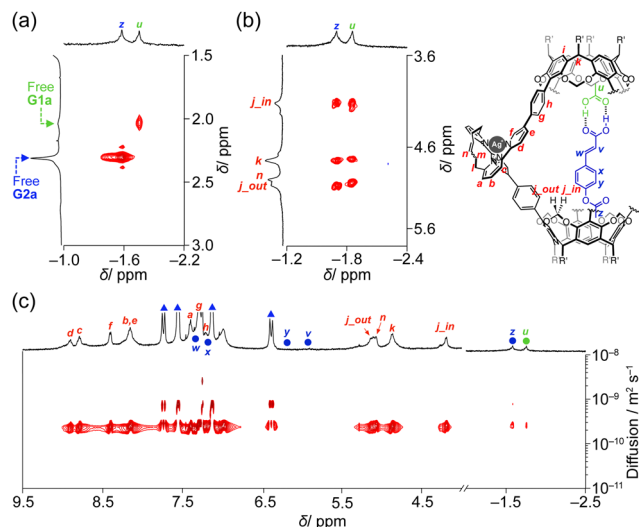 (a)
z
u
Free
G1a
Free
G2a
1.5
2.0
2.5
3.0
-1.0
-1.6
-2.2
δ/ ppm
δ/ ppm
(b)
z
u
j_in
k
n
j_out
3.6
4.6
5.6
-1.2
-1.8
-2.4
δ/ ppm
δ/ ppm
R' R' R' R'
i
k
u
h
g
f
e
d
Ag
N
N
n
m
l
a
b
O
O
H
H
w
v
x
y
z
j_out j_in
H H
R' R' R' R'
(c)
d c f b,e a g h
w x y v
j_out n k j_in
z u
10⁻⁸
10⁻⁹
10⁻¹⁰
10⁻¹¹
Diffusion / m² s⁻¹
9.5 8.5 7.5 6.5 5.5 4.5 -1.5 -2.5
δ/ ppm